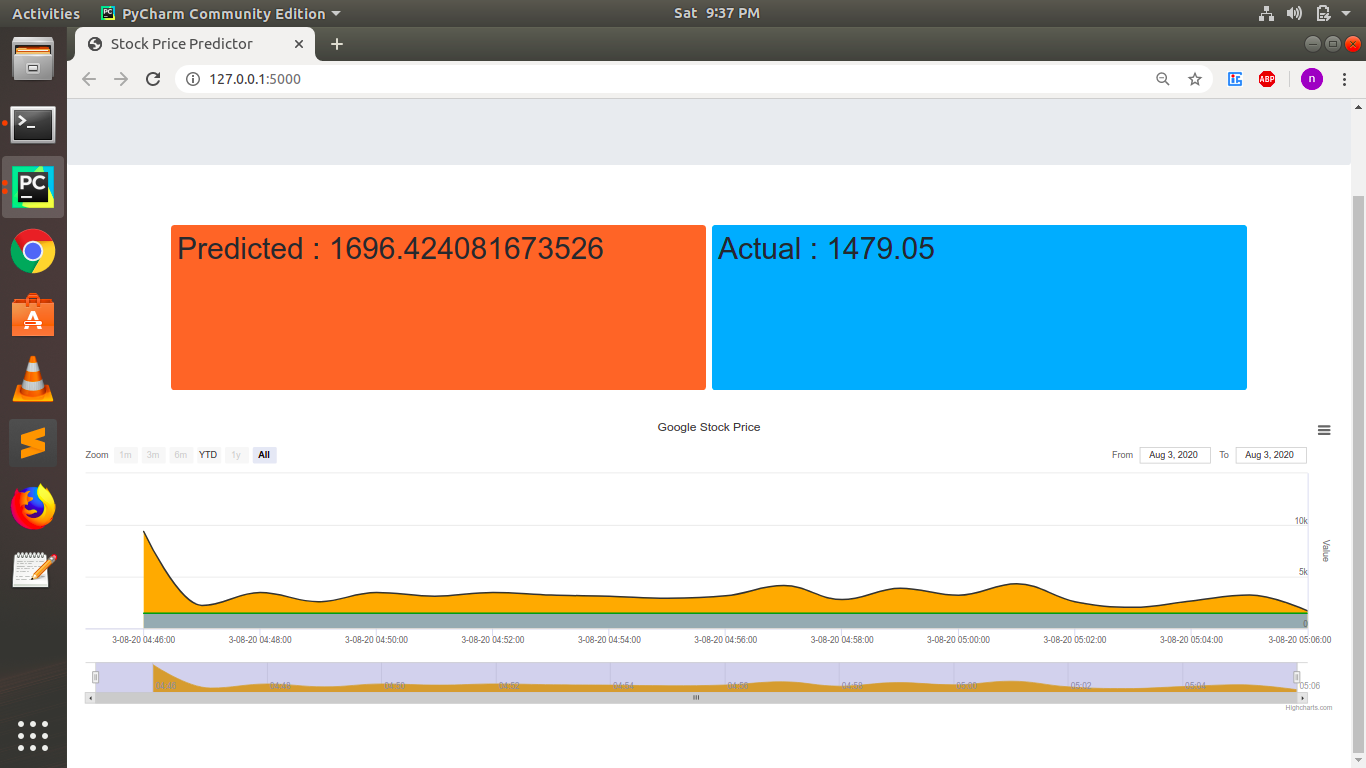 Activities PyCharm Community Edition Sat 9:37 PM
Stock Price Predictor
127.0.0.1:5000 ABP n
PC
Predicted : 1696.424081673526 Actual : 1479.05
Google Stock Price
Zoom 1m 3m 6m YTD 1y All From Aug 3, 2020 To Aug 3, 2020
10k
5k
0
Value
3-08-20 04:46:00 3-08-20 04:48:00 3-08-20 04:50:00 3-08-20 04:52:00 3-08-20 04:54:00 3-08-20 04:56:00 3-08-20 04:58:00 3-08-20 05:00:00 3-08-20 05:02:00 3-08-20 05:04:00 3-08-20 05:06:00
04:46 04:48 04:50 04:52 04:54 04:56 04:58 05:00 05:02 05:04 05:06
Highcharts.com